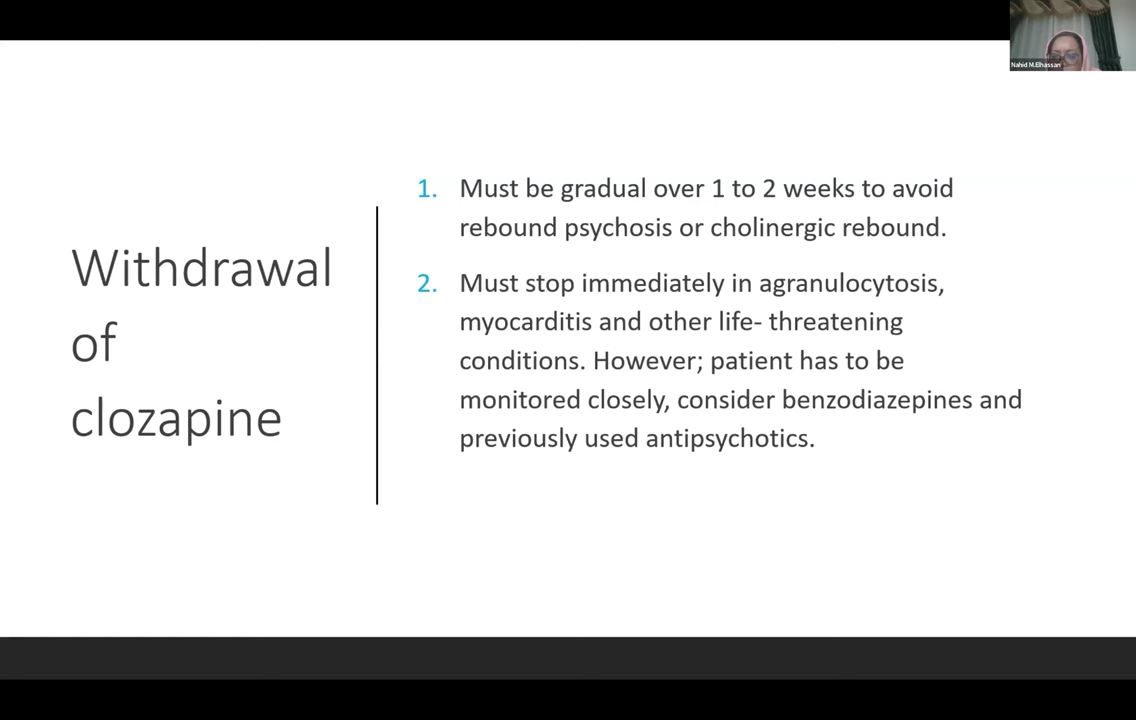 Nahid M.Elhassan
Withdrawal
of
clozapine
1. Must be gradual over 1 to 2 weeks to avoid
rebound psychosis or cholinergic rebound.
2. Must stop immediately in agranulocytosis,
myocarditis and other life- threatening
conditions. However; patient has to be
monitored closely, consider benzodiazepines and
previously used antipsychotics.